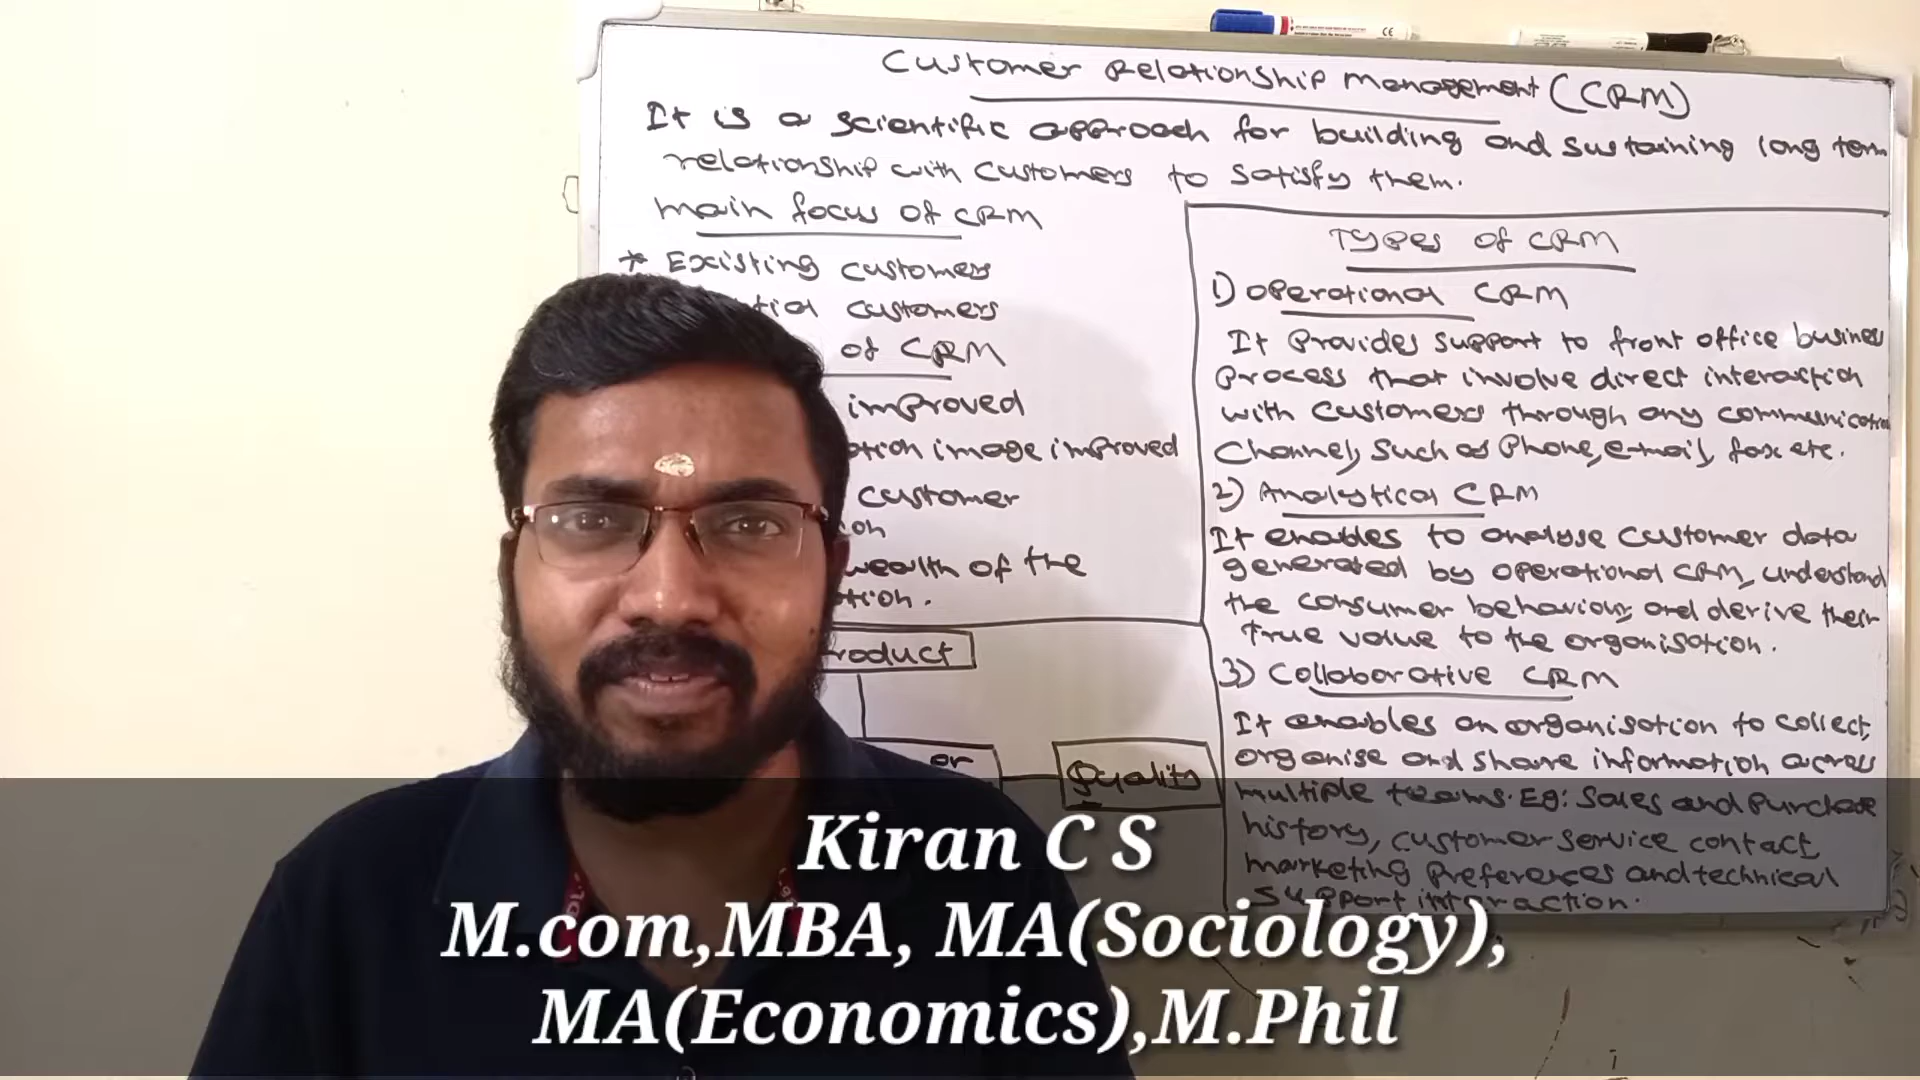 CE
Customer Relationship Management (CRM)
It is a scientific approach for building and sustaining long term
relationship with customers to satisfy them.
main focus of CRM
* Existing customers
customers
of CRM
improved
image improved
customer
wealth of the
Product
or
Quality
Types of CRM
1) operational CRM
It Provides support to front office business
Process that involve direct interaction
with customers through any
channels such as Phone, e-mail, fax etc.
2) Analytical CRM
It enables to analyse customer data
generated by operational CRM, understand
the consumer behaviour, and derive their
True value to the organisation.
3) Collaborative CRM
It enables an organisation to collect,
organise and share information across
multiple teams. Eg: Sales and Purchase
history, customer service contact,
marketing Preferences and technical
Support interaction.
Kiran C S
M.com,MBA, MA(Sociology),
MA(Economics),M.Phil